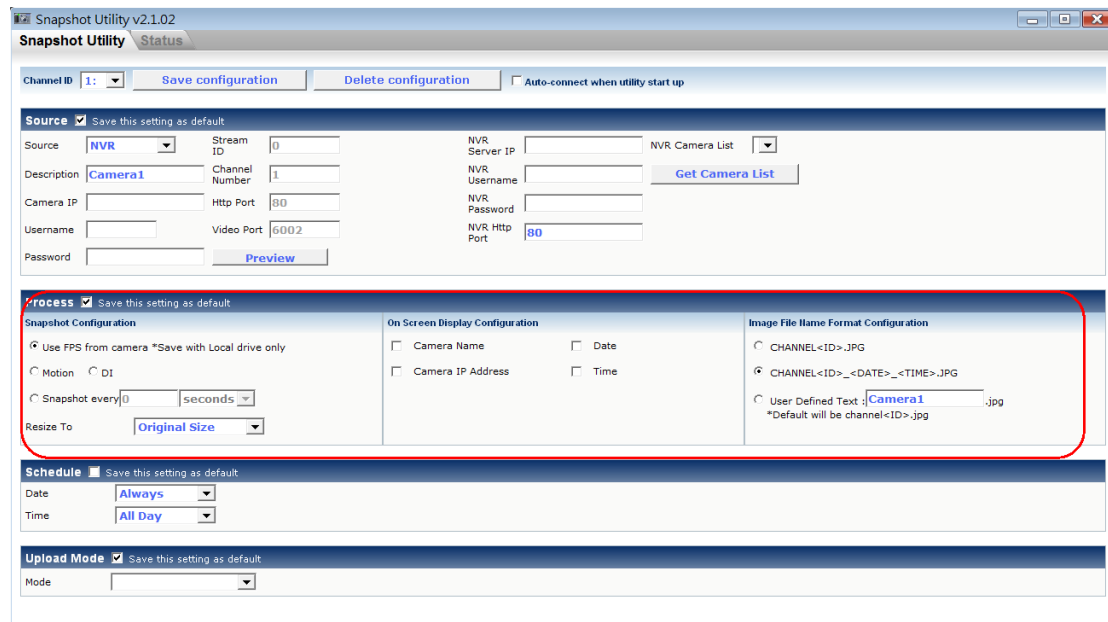 Snapshot Utility v2.1.02
Snapshot Utility Status
Channel ID 1: Save configuration Delete configuration Auto-connect when utility start up
Source Save this setting as default
Source NVR Stream ID 0 NVR Server IP NVR Camera List
Description Camera1 Channel Number 1 NVR Username Get Camera List
Camera IP Http Port 80 NVR Password
Username Video Port 6002 NVR Http Port 80
Password Preview
Process Save this setting as default
Snapshot Configuration On Screen Display Configuration Image File Name Format Configuration
Use FPS from camera *Save with Local drive only Camera Name Date CHANNEL<ID>.JPG
Motion DI Camera IP Address Time CHANNEL<ID>_<DATE>_<TIME>.JPG
Snapshot every 0 seconds User Defined Text : Camera1 .jpg
*Default will be channel<ID>.jpg
Resize To Original Size
Schedule Save this setting as default
Date Always
Time All Day
Upload Mode Save this setting as default
Mode